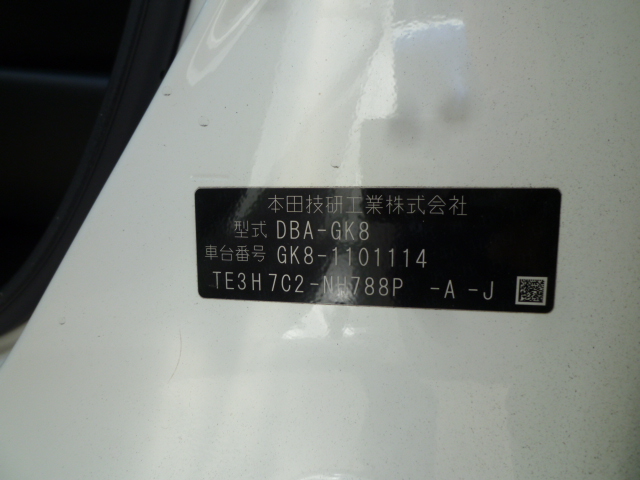 本田技研工業株式会社
型式 DBA-GK8
車台番号 GK8-1101114
TE3H7C2-NH788P -A-J